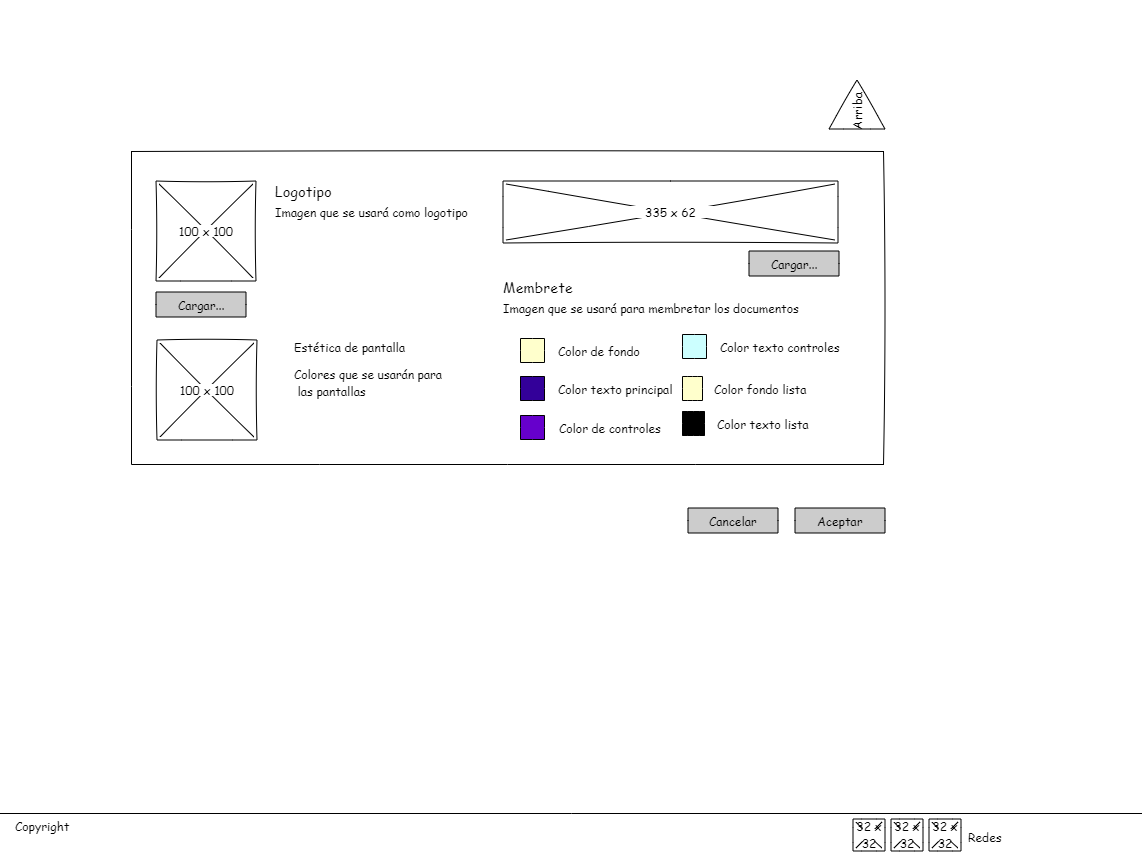 Arriba
100 x 100
Logotipo
Imagen que se usará como logotipo
Cargar...
335 x 62
Cargar...
Membrete
Imagen que se usará para membretar los documentos
100 x 100
Estética de pantalla
Colores que se usarán para
las pantallas
Color de fondo
Color texto controles
Color texto principal
Color fondo lista
Color de controles
Color texto lista
Cancelar
Aceptar
Copyright
32 x
32
32 x
32
32 x
32
Redes